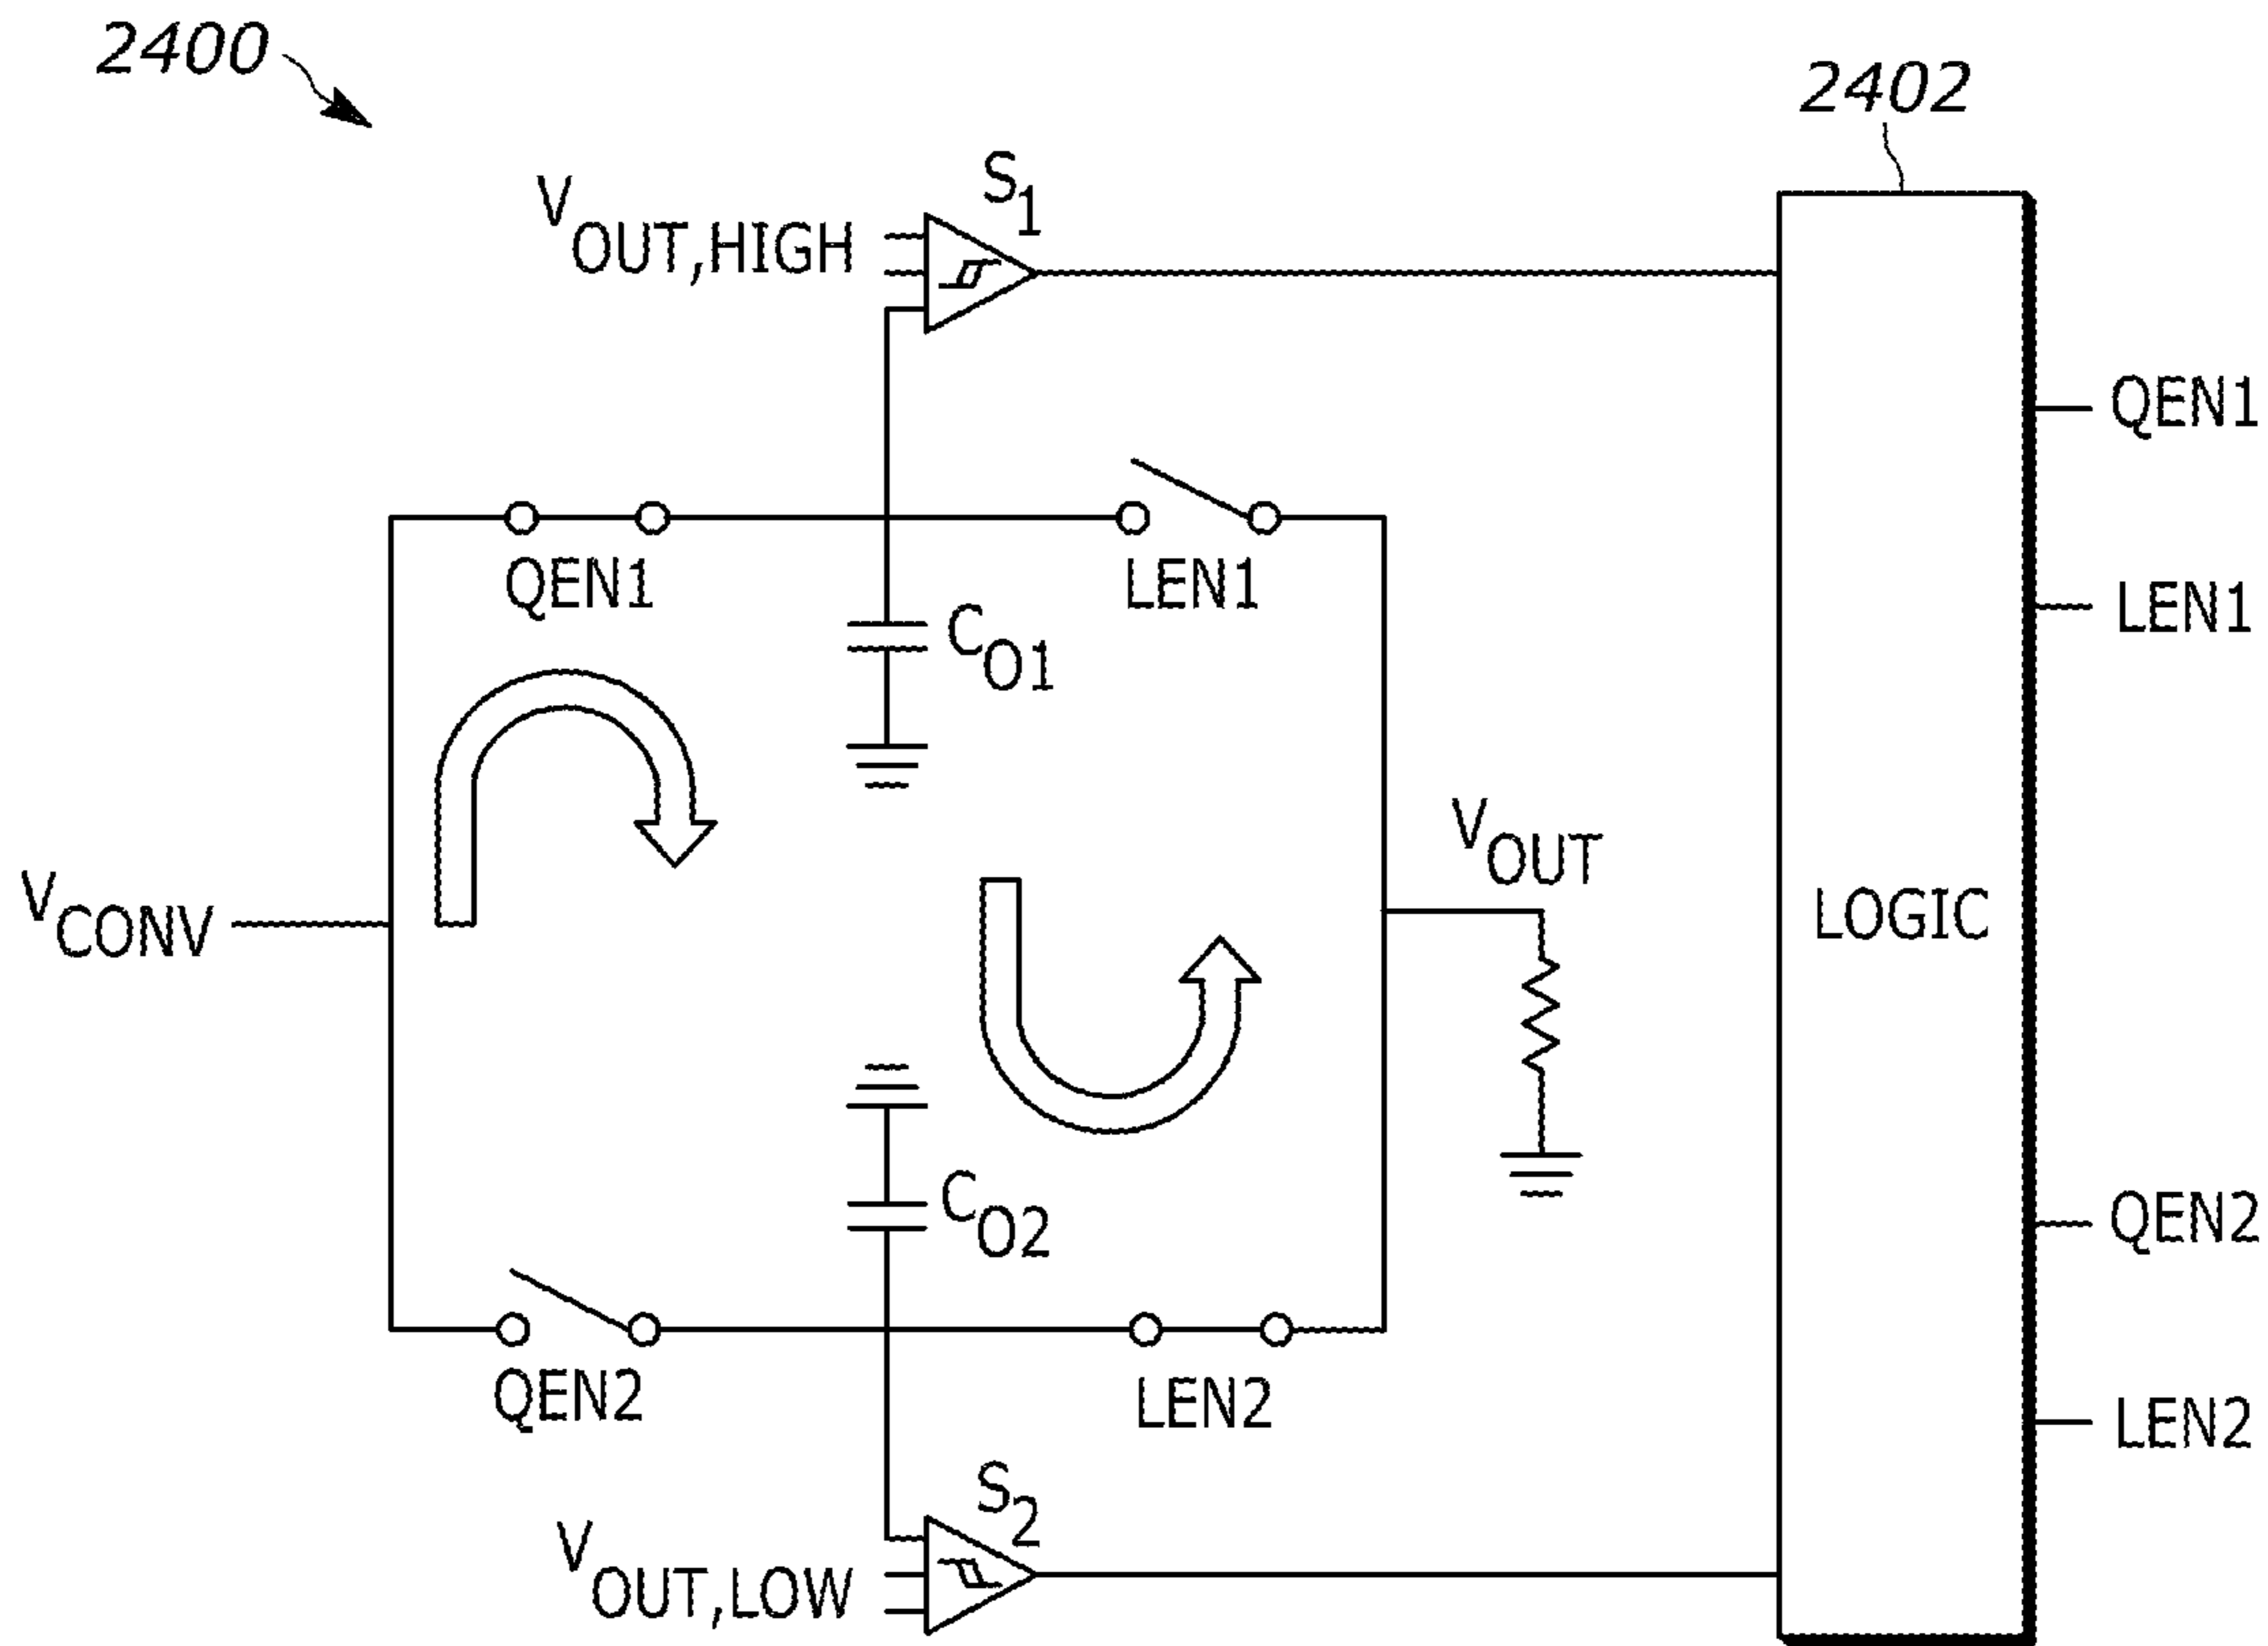 2400
2402
S1
VOUT,HIGH
QEN1
QEN1
LEN1
LEN1
CO1
VOUT
VCONV
LOGIC
CO2
QEN2
QEN2
LEN2
LEN2
S2
VOUT,LOW